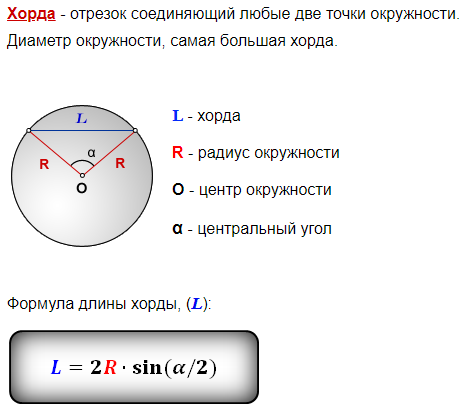 Хорда - отрезок соединяющий любые две точки окружности.
Диаметр окружности, самая большая хорда.
L
α
R
R
O
L - хорда
R - радиус окружности
O - центр окружности
α - центральный угол
Формула длины хорды, (L):
L = 2R · sin(α/2)